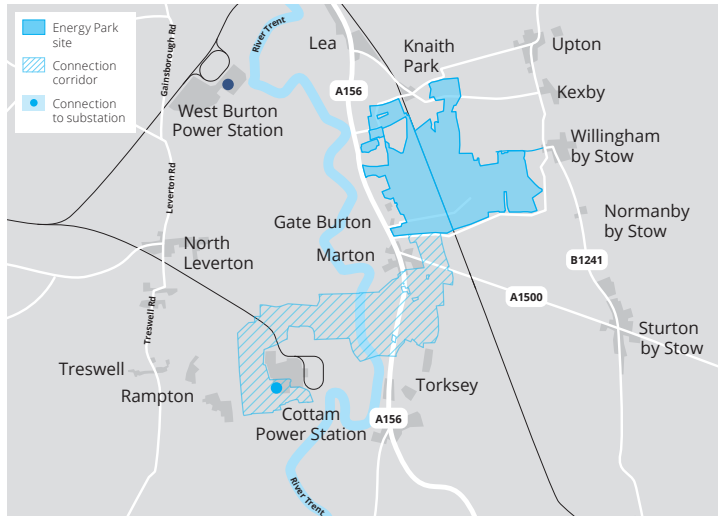 Energy Park
site
Connection
corridor
Connection
to substation
Gainsborough Rd
River Trent
Lea
Knaith
Park
Upton
A156
Kexby
West Burton
Power Station
Willingham
by Stow
Leverton Rd
Normanby
by Stow
Gate Burton
North
Leverton
Marton
B1241
A1500
Treswell Rd
Sturton
by Stow
Treswell
Rampton
Torksey
Cottam
Power Station
A156
River Trent